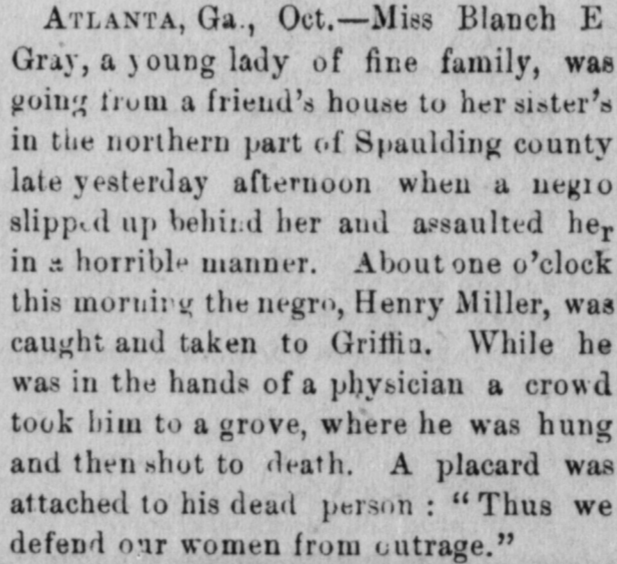 ATLANTA, Ga., Oct.—Miss Blanch E
Gray, a young lady of fine family, was
going from a friend's house to her sister's
in the northern part of Spaulding county
late yesterday afternoon when a negro
slipped up behind her and assaulted her
in a horrible manner. About one o'clock
this morning the negro, Henry Miller, was
caught and taken to Griffin. While he
was in the hands of a physician a crowd
took him to a grove, where he was hung
and then shot to death. A placard was
attached to his dead person : "Thus we
defend our women from outrage."